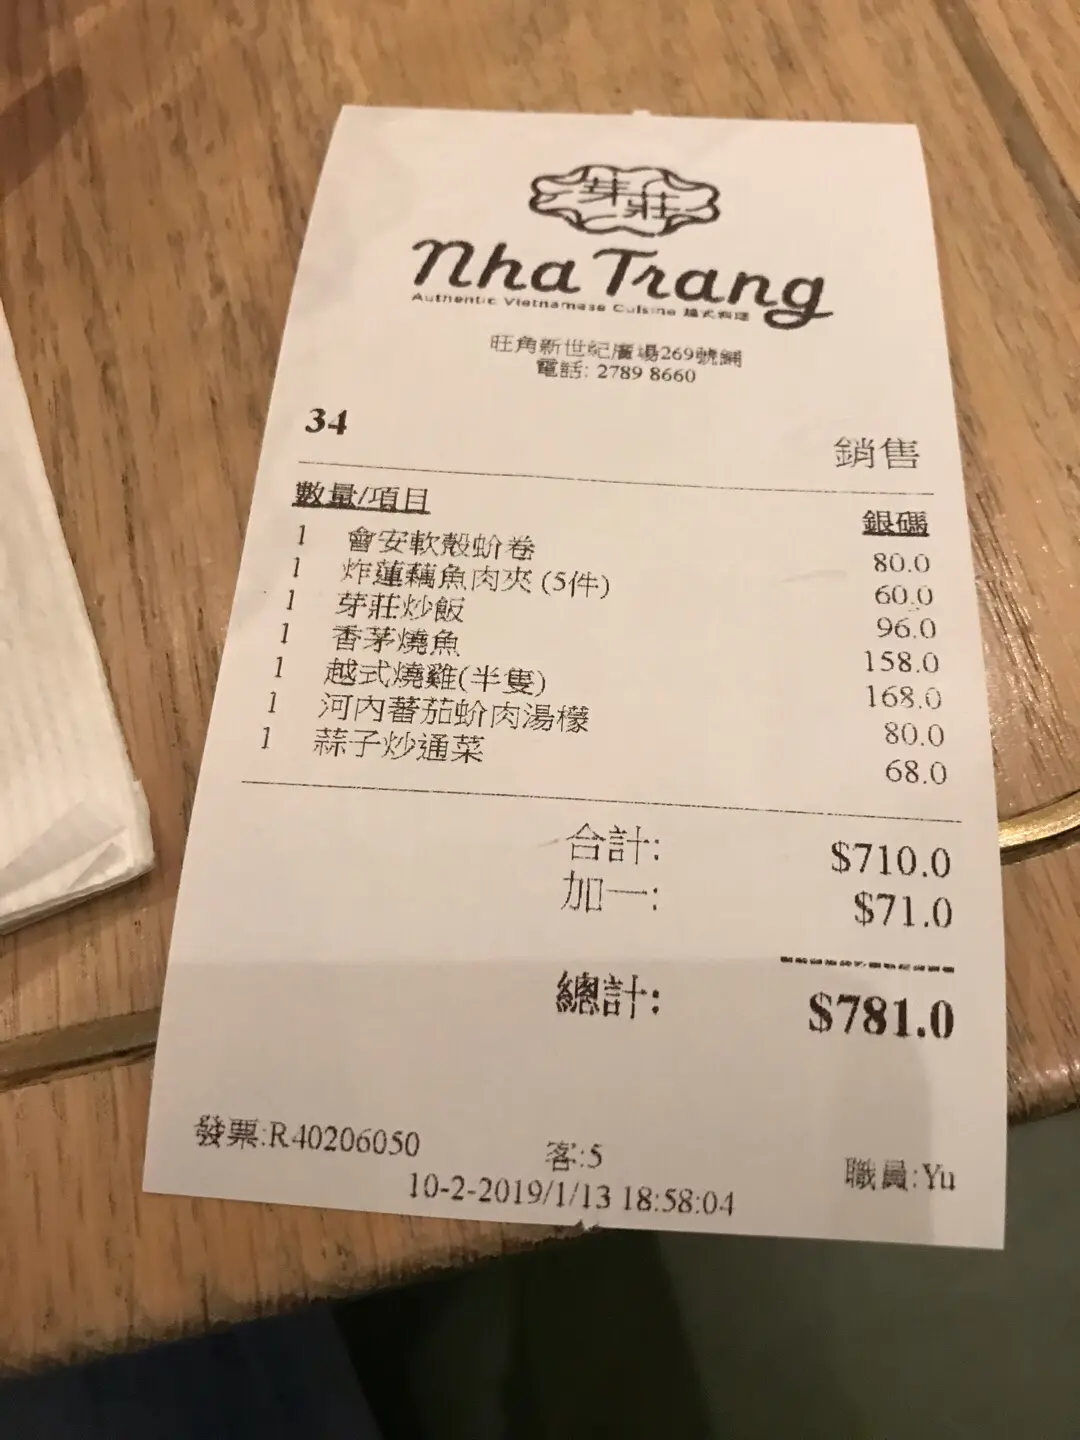 芽莊
Nha Trang
Authentic Vietnamese Cuisine 越式料理
旺角新世紀廣場269號舖
電話: 2789 8660
34
銷售
數量/項目 銀碼
1 會安軟殼蚧卷 80.0
1 炸蓮藕魚肉夾 (5件) 60.0
1 芽莊炒飯 96.0
1 香茅燒魚 158.0
1 越式燒雞(半隻) 168.0
1 河內蕃茄蚧肉湯檬 80.0
1 蒜子炒通菜 68.0
合計: $710.0
加一: $71.0
總計: $781.0
發票:R40206050 客:5 職員:Yu
10-2-2019/1/13 18:58:04